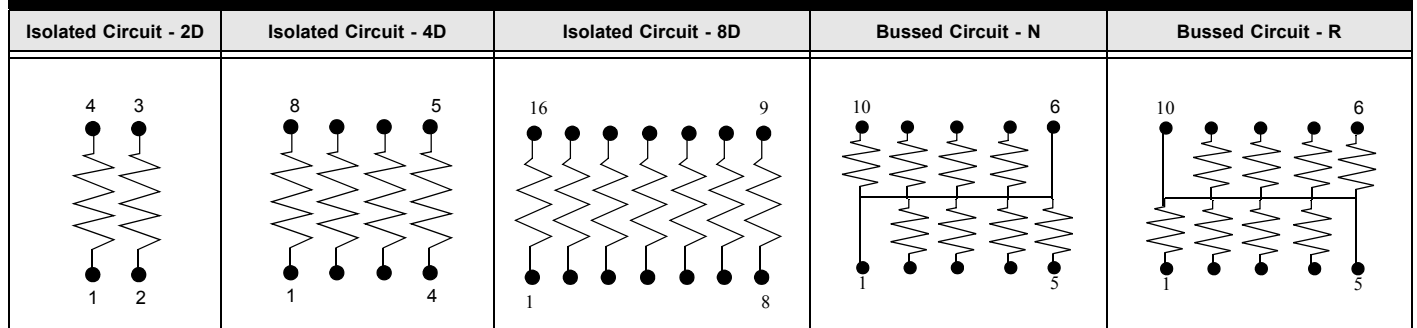 Isolated Circuit - 2D
Isolated Circuit - 4D
Isolated Circuit - 8D
Bussed Circuit - N
Bussed Circuit - R
4 3
1 2
8 5
1 4
16 9
1 8
10 6
1 5
10 6
1 5